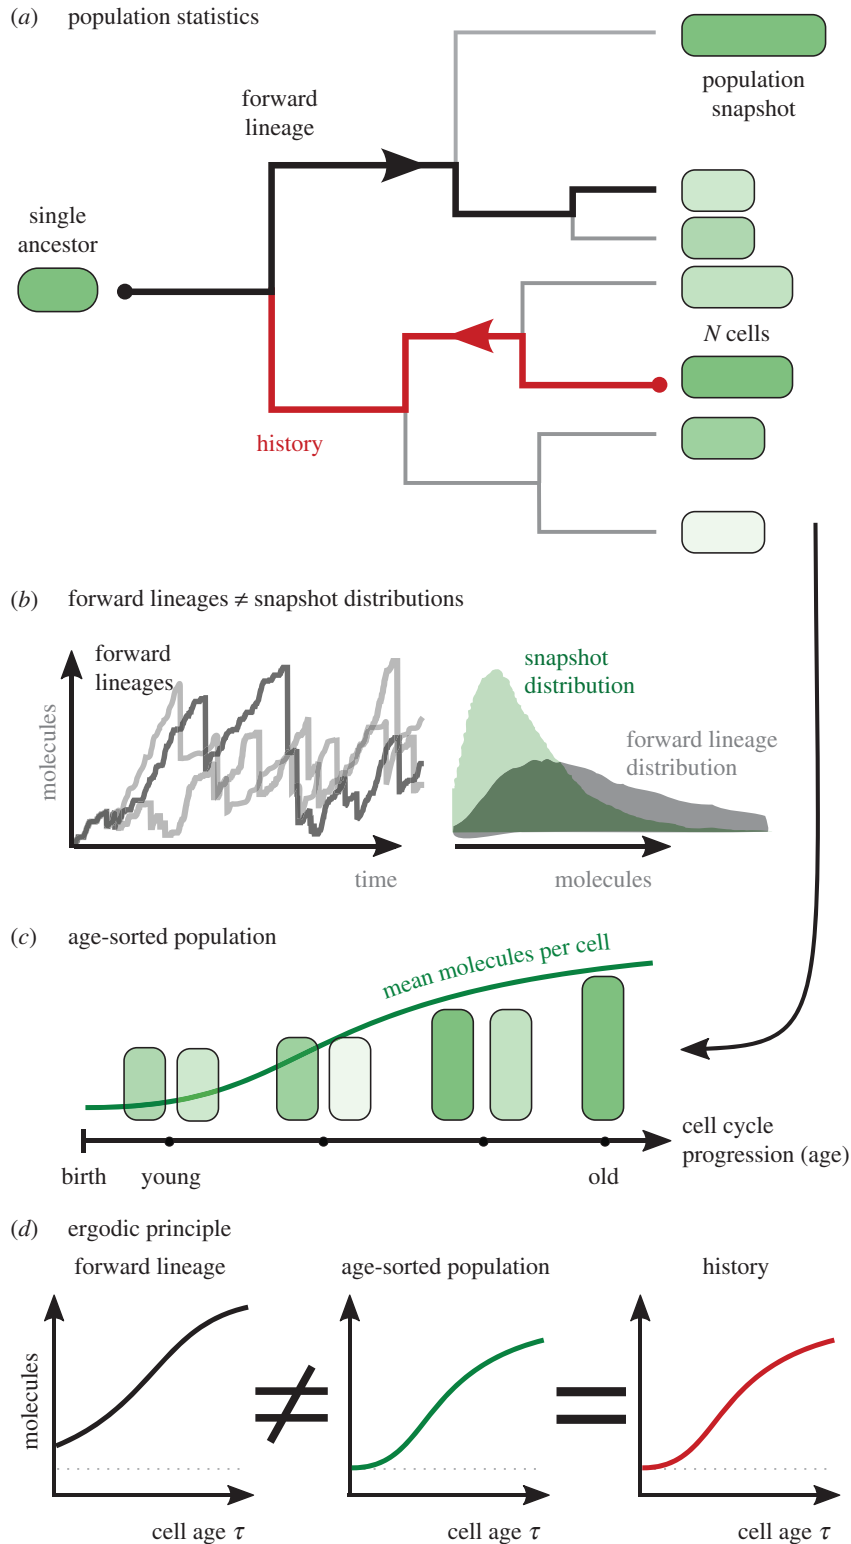 (a) population statistics
forward
lineage
population
snapshot
single
ancestor
N cells
history
(b) forward lineages ≠ snapshot distributions
forward
lineages
molecules
time
snapshot
distribution
forward lineage
distribution
molecules
(c) age-sorted population
mean molecules per cell
birth
young
old
cell cycle
progression (age)
(d) ergodic principle
forward lineage
age-sorted population
history
molecules
≠
=
cell age τ
cell age τ
cell age τ